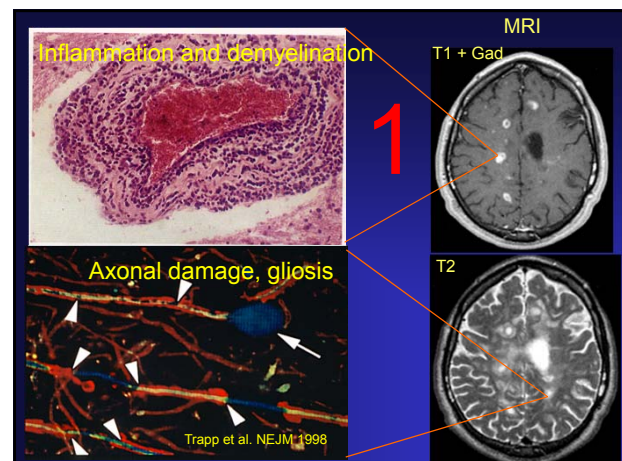 Inflammation and demyelination
MRI
T1 + Gad
1
Axonal damage, gliosis
T2
Trapp et al. NEJM 1998